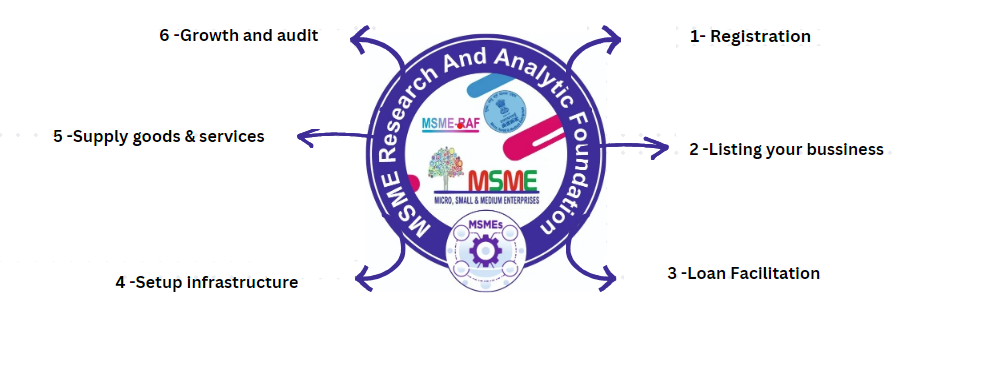 6 -Growth and audit
1- Registration
MSME Research And Analytic Foundation
MSME-RAF
5 -Supply goods & services
2 -Listing your bussiness
MSME
MICRO, SMALL & MEDIUM ENTERPRISES
MSMEs
4 -Setup infrastructure
3 -Loan Facilitation